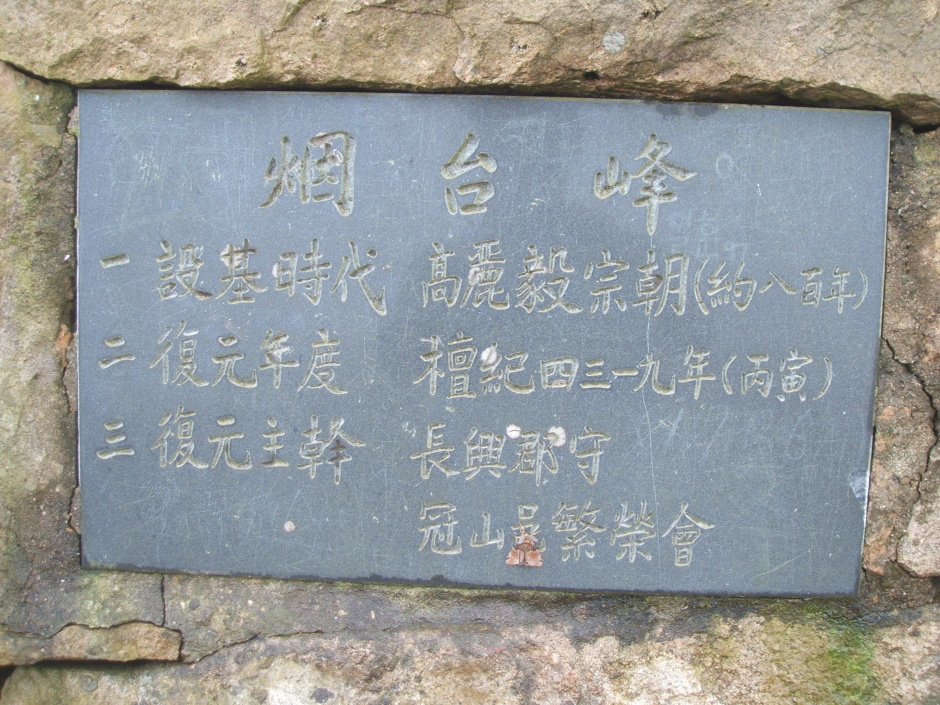 烟台峰
一 設基時代 高麗毅宗朝(約八百年)
二 復元年度 檀紀四三一九年(丙寅)
三 復元主幹 長興郡守
冠山邑繁榮會